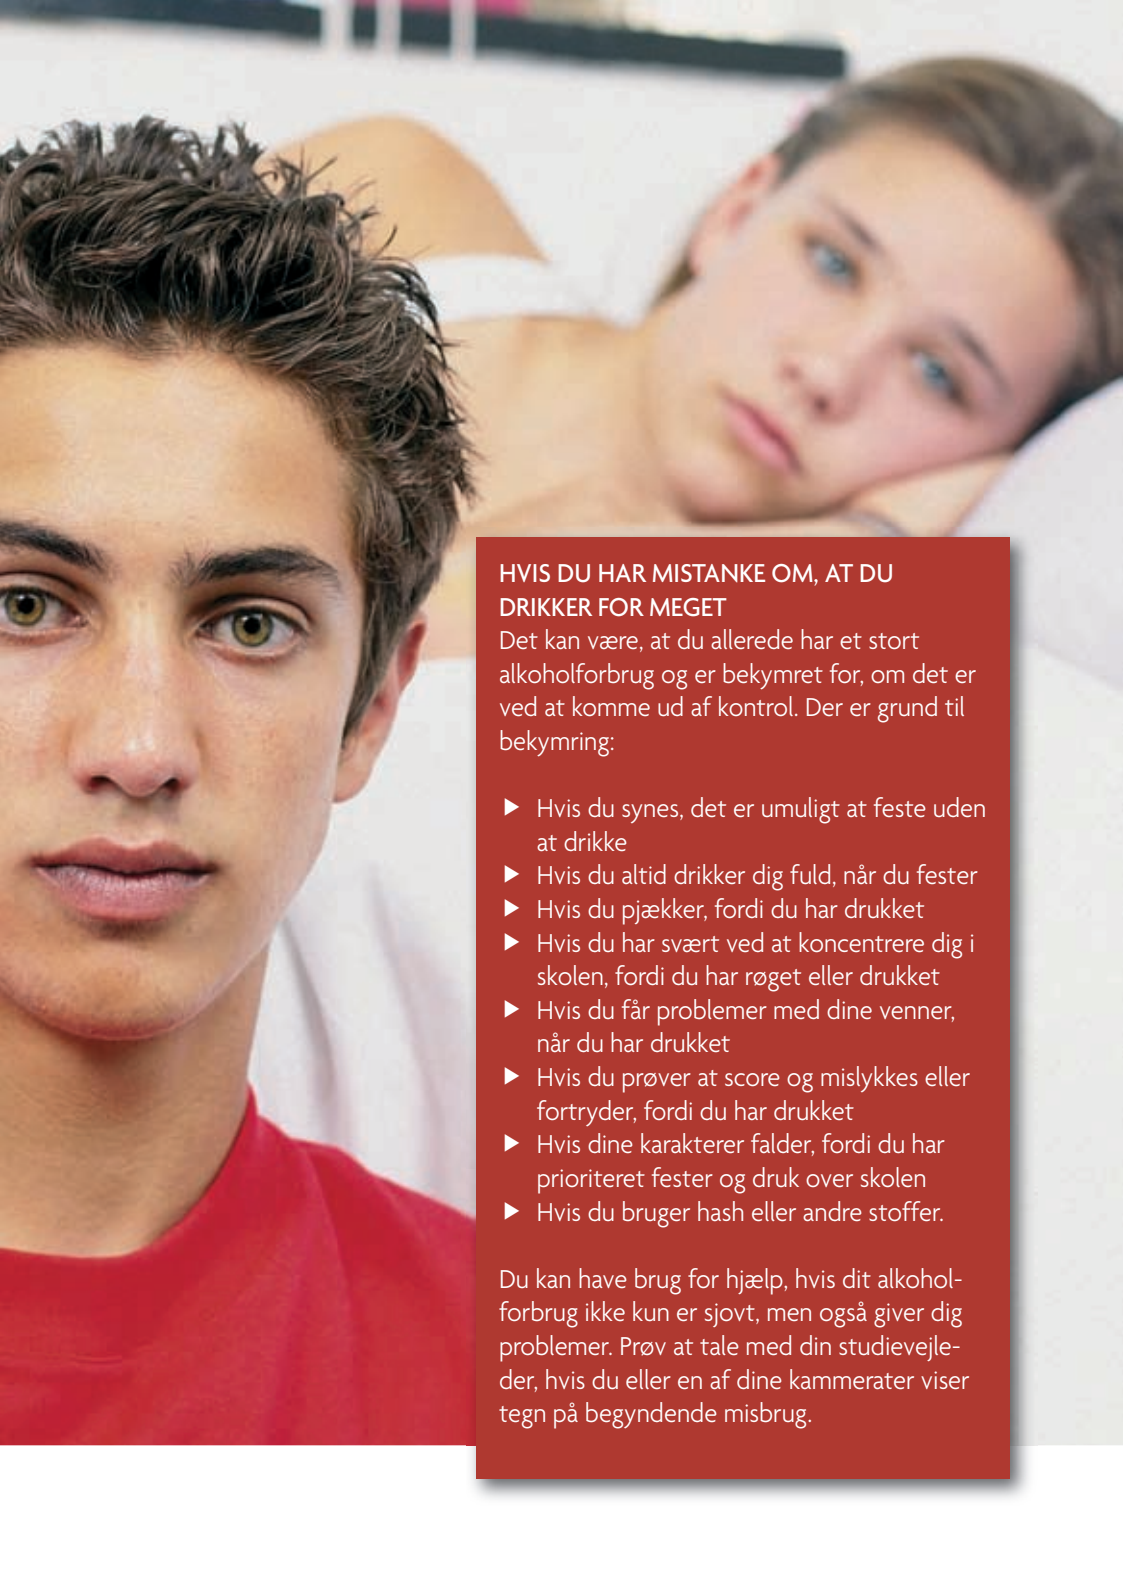 HVIS DU HAR MISTANKE OM, AT DU
DRIKKER FOR MEGET
Det kan være, at du allerede har et stort
alkoholforbrug og er bekymret for, om det er
ved at komme ud af kontrol. Der er grund til
bekymring:
▶ Hvis du synes, det er umuligt at feste uden
at drikke
▶ Hvis du altid drikker dig fuld, når du fester
▶ Hvis du pjækker, fordi du har drukket
▶ Hvis du har svært ved at koncentrere dig i
skolen, fordi du har røget eller drukket
▶ Hvis du får problemer med dine venner,
når du har drukket
▶ Hvis du prøver at score og mislykkes eller
fortryder, fordi du har drukket
▶ Hvis dine karakterer falder, fordi du har
prioriteret fester og druk over skolen
▶ Hvis du bruger hash eller andre stoffer.
Du kan have brug for hjælp, hvis dit alkohol-
forbrug ikke kun er sjovt, men også giver dig
problemer. Prøv at tale med din studievejle-
der, hvis du eller en af dine kammerater viser
tegn på begyndende misbrug.